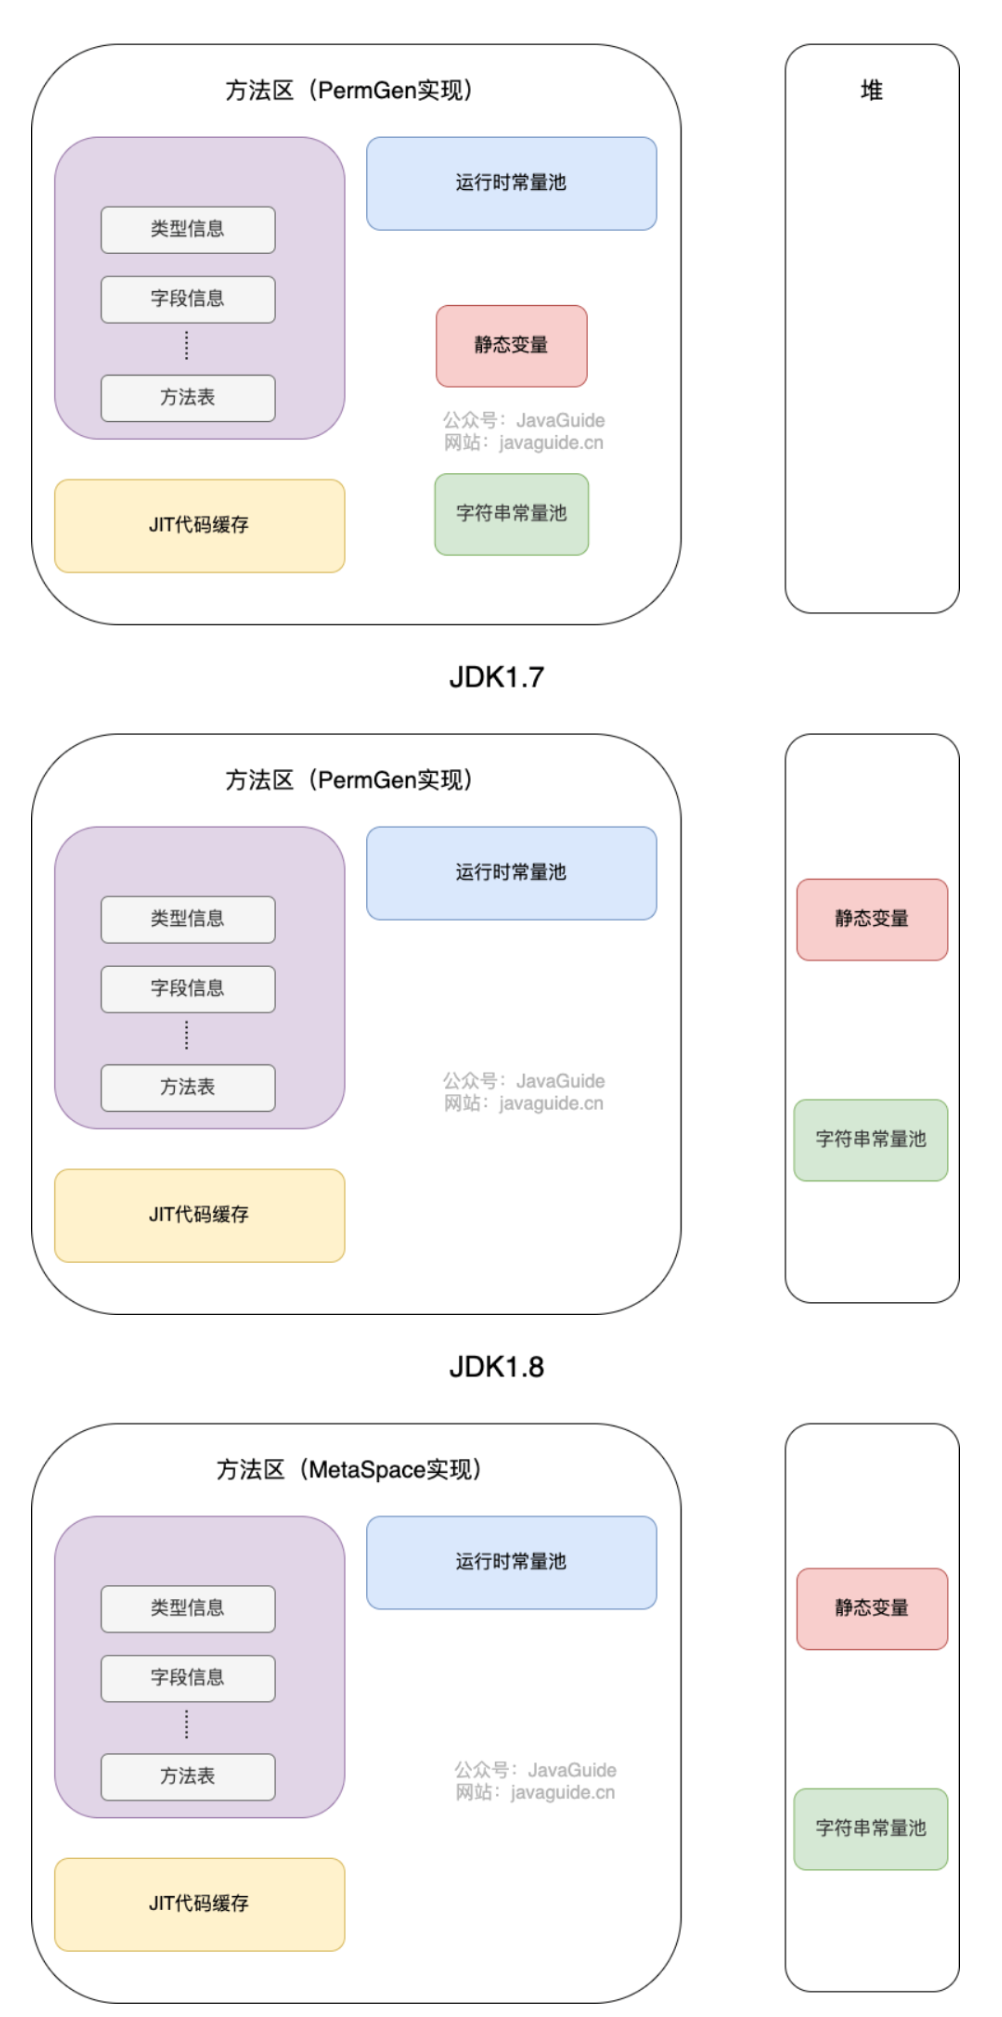 方法区（PermGen实现）
堆
运行时常量池
类型信息
字段信息
方法表
静态变量
公众号：JavaGuide
网站：javaguide.cn
JIT代码缓存
字符串常量池
JDK1.7
方法区（PermGen实现）
运行时常量池
类型信息
字段信息
方法表
静态变量
公众号：JavaGuide
网站：javaguide.cn
字符串常量池
JIT代码缓存
JDK1.8
方法区（MetaSpace实现）
运行时常量池
类型信息
字段信息
方法表
静态变量
公众号：JavaGuide
网站：javaguide.cn
字符串常量池
JIT代码缓存